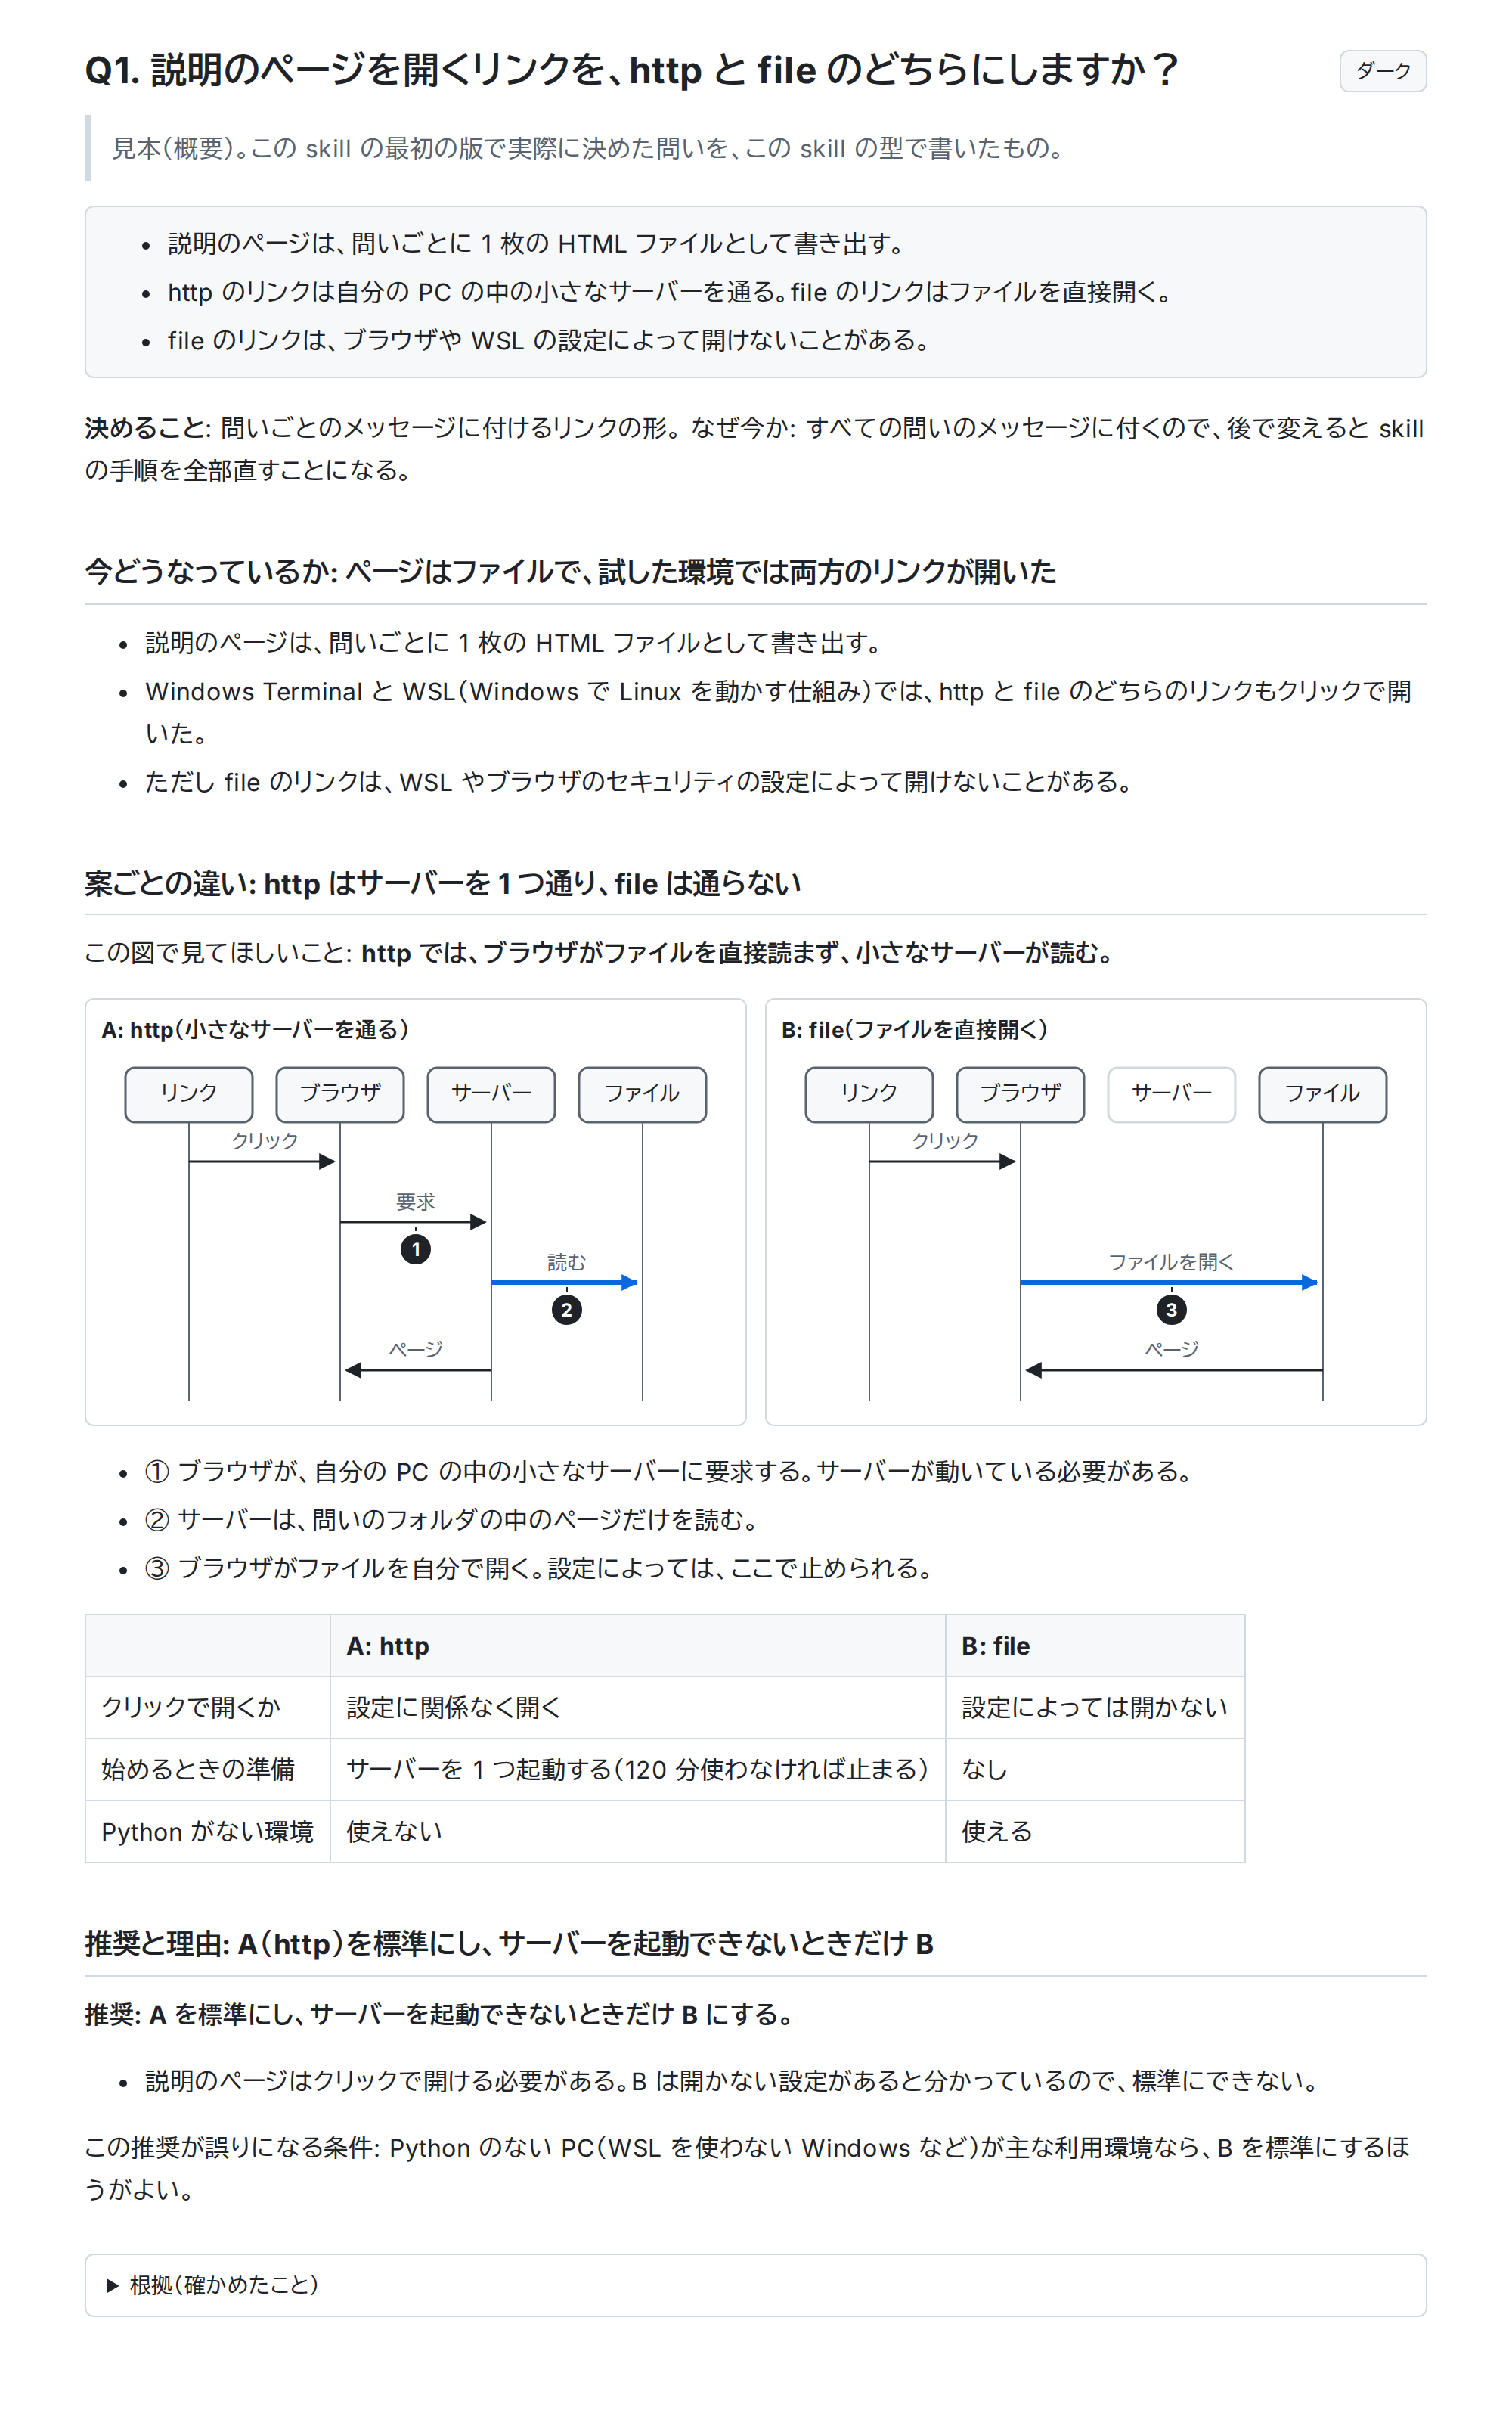 Q1. 説明のページを開くリンクを、http と file のどちらにしますか？
ダーク
見本（概要）。この skill の最初の版で実際に決めた問いを、この skill の型で書いたもの。
• 説明のページは、問いごとに 1 枚の HTML ファイルとして書き出す。
• http のリンクは自分の PC の中の小さなサーバーを通る。file のリンクはファイルを直接開く。
• file のリンクは、ブラウザや WSL の設定によって開けないことがある。
決めること: 問いごとのメッセージに付けるリンクの形。 なぜ今か: すべての問いのメッセージに付くので、後で変えると skill
の手順を全部直すことになる。
今どうなっているか: ページはファイルで、試した環境では両方のリンクが開いた
• 説明のページは、問いごとに 1 枚の HTML ファイルとして書き出す。
• Windows Terminal と WSL（Windows で Linux を動かす仕組み）では、http と file のどちらのリンクもクリックで開
いた。
• ただし file のリンクは、WSL やブラウザのセキュリティの設定によって開けないことがある。
案ごとの違い: http はサーバーを 1 つ通り、file は通らない
この図で見てほしいこと: http では、ブラウザがファイルを直接読まず、小さなサーバーが読む。
A: http（小さなサーバーを通る）
リンク ブラウザ サーバー ファイル
クリック
要求
1
読む
2
ページ
B: file（ファイルを直接開く）
リンク ブラウザ サーバー ファイル
クリック
ファイルを開く
3
ページ
• ① ブラウザが、自分の PC の中の小さなサーバーに要求する。サーバーが動いている必要がある。
• ② サーバーは、問いのフォルダの中のページだけを読む。
• ③ ブラウザがファイルを自分で開く。設定によっては、ここで止められる。
A: http B: file
クリックで開くか 設定に関係なく開く 設定によっては開かない
始めるときの準備 サーバーを 1 つ起動する（120 分使わなければ止まる） なし
Python がない環境 使えない 使える
推奨と理由: A（http）を標準にし、サーバーを起動できないときだけ B
推奨: A を標準にし、サーバーを起動できないときだけ B にする。
• 説明のページはクリックで開ける必要がある。B は開かない設定があると分かっているので、標準にできない。
この推奨が誤りになる条件: Python のない PC（WSL を使わない Windows など）が主な利用環境なら、B を標準にするほ
うがよい。
▶ 根拠（確かめたこと）